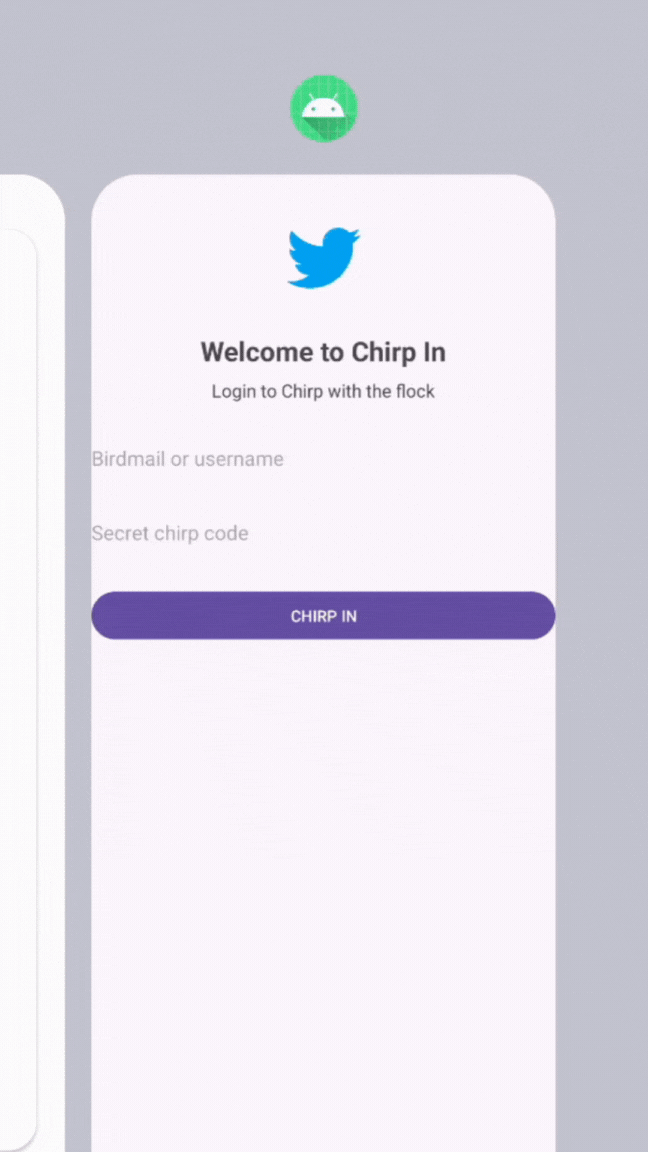 Welcome to Chirp In
Login to Chirp with the flock
Birdmail or username
Secret chirp code
CHIRP IN